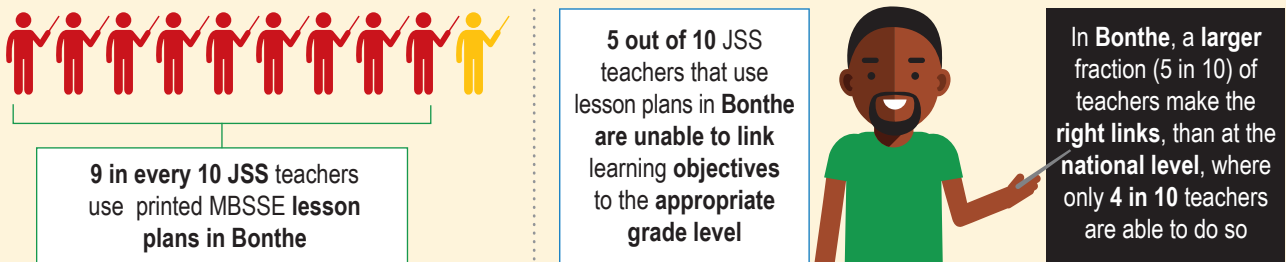 9 in every 10 JSS teachers
use printed MBSSE lesson
plans in Bonthe
5 out of 10 JSS
teachers that use
lesson plans in Bonthe
are unable to link
learning objectives
to the appropriate
grade level
In Bonthe, a larger
fraction (5 in 10) of
teachers make the
right links, than at the
national level, where
only 4 in 10 teachers
are able to do so